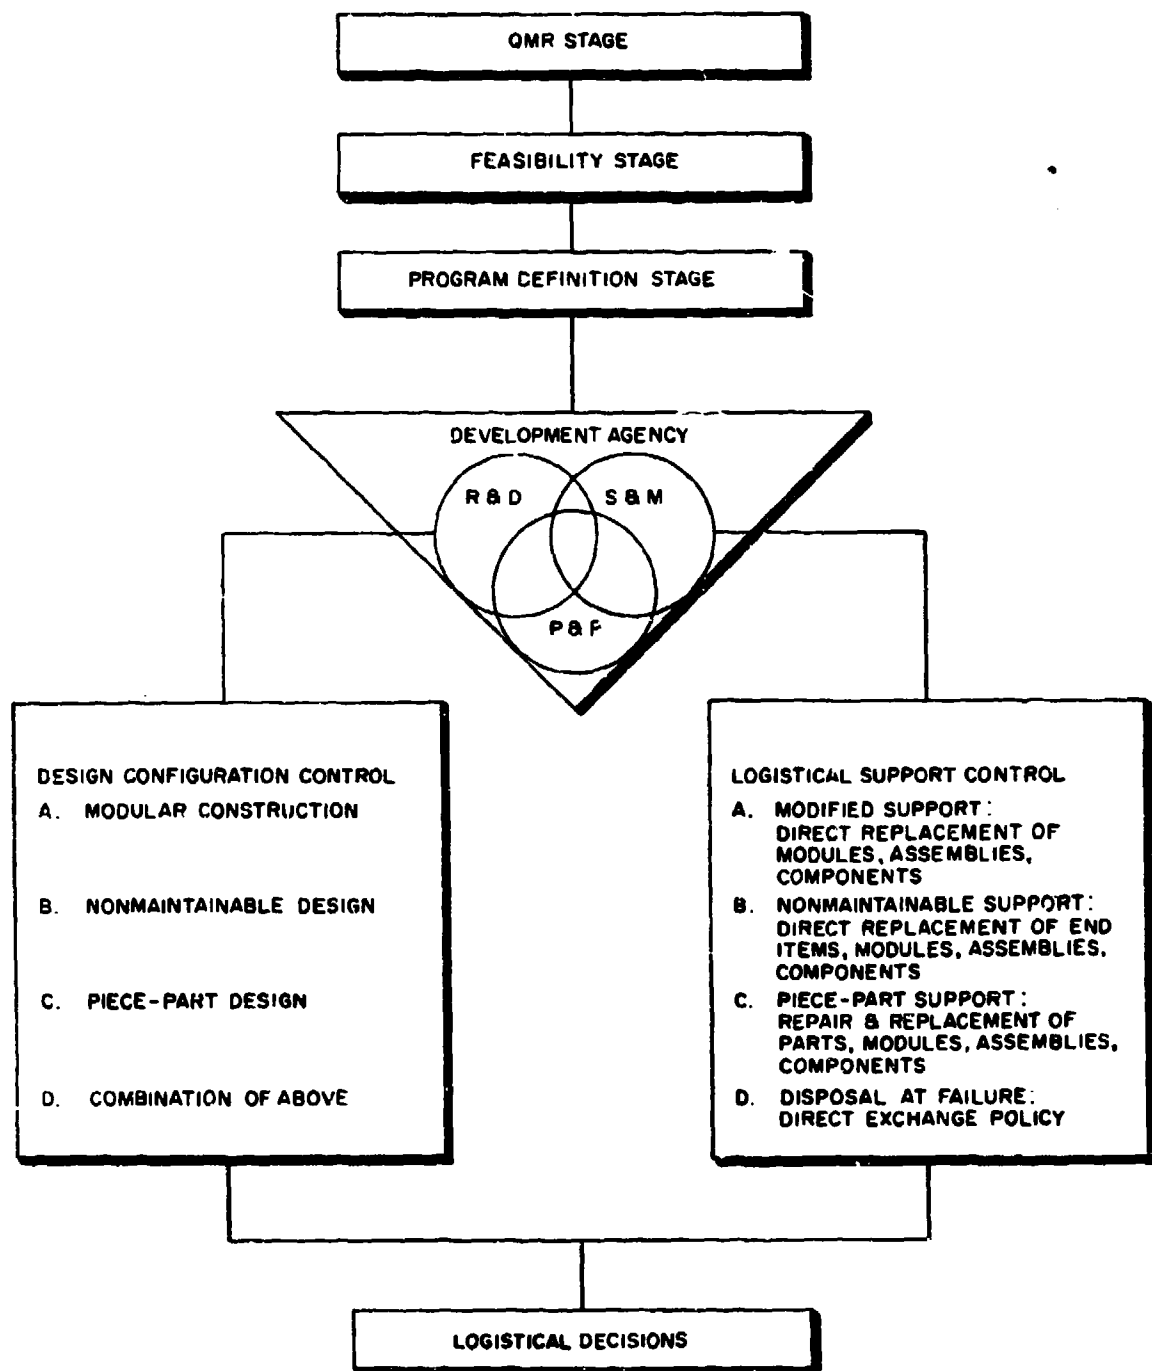 QMR STAGE
FEASIBILITY STAGE
PROGRAM DEFINITION STAGE
DEVELOPMENT AGENCY
R & D
S & M
P & P
DESIGN CONFIGURATION CONTROL
A. MODULAR CONSTRUCTION
B. NONMAINTAINABLE DESIGN
C. PIECE-PART DESIGN
D. COMBINATION OF ABOVE
LOGISTICAL SUPPORT CONTROL
A. MODIFIED SUPPORT:
DIRECT REPLACEMENT OF
MODULES, ASSEMBLIES,
COMPONENTS
B. NONMAINTAINABLE SUPPORT:
DIRECT REPLACEMENT OF END
ITEMS, MODULES, ASSEMBLIES,
COMPONENTS
C. PIECE-PART SUPPORT:
REPAIR & REPLACEMENT OF
PARTS, MODULES, ASSEMBLIES,
COMPONENTS
D. DISPOSAL AT FAILURE:
DIRECT EXCHANGE POLICY
LOGISTICAL DECISIONS